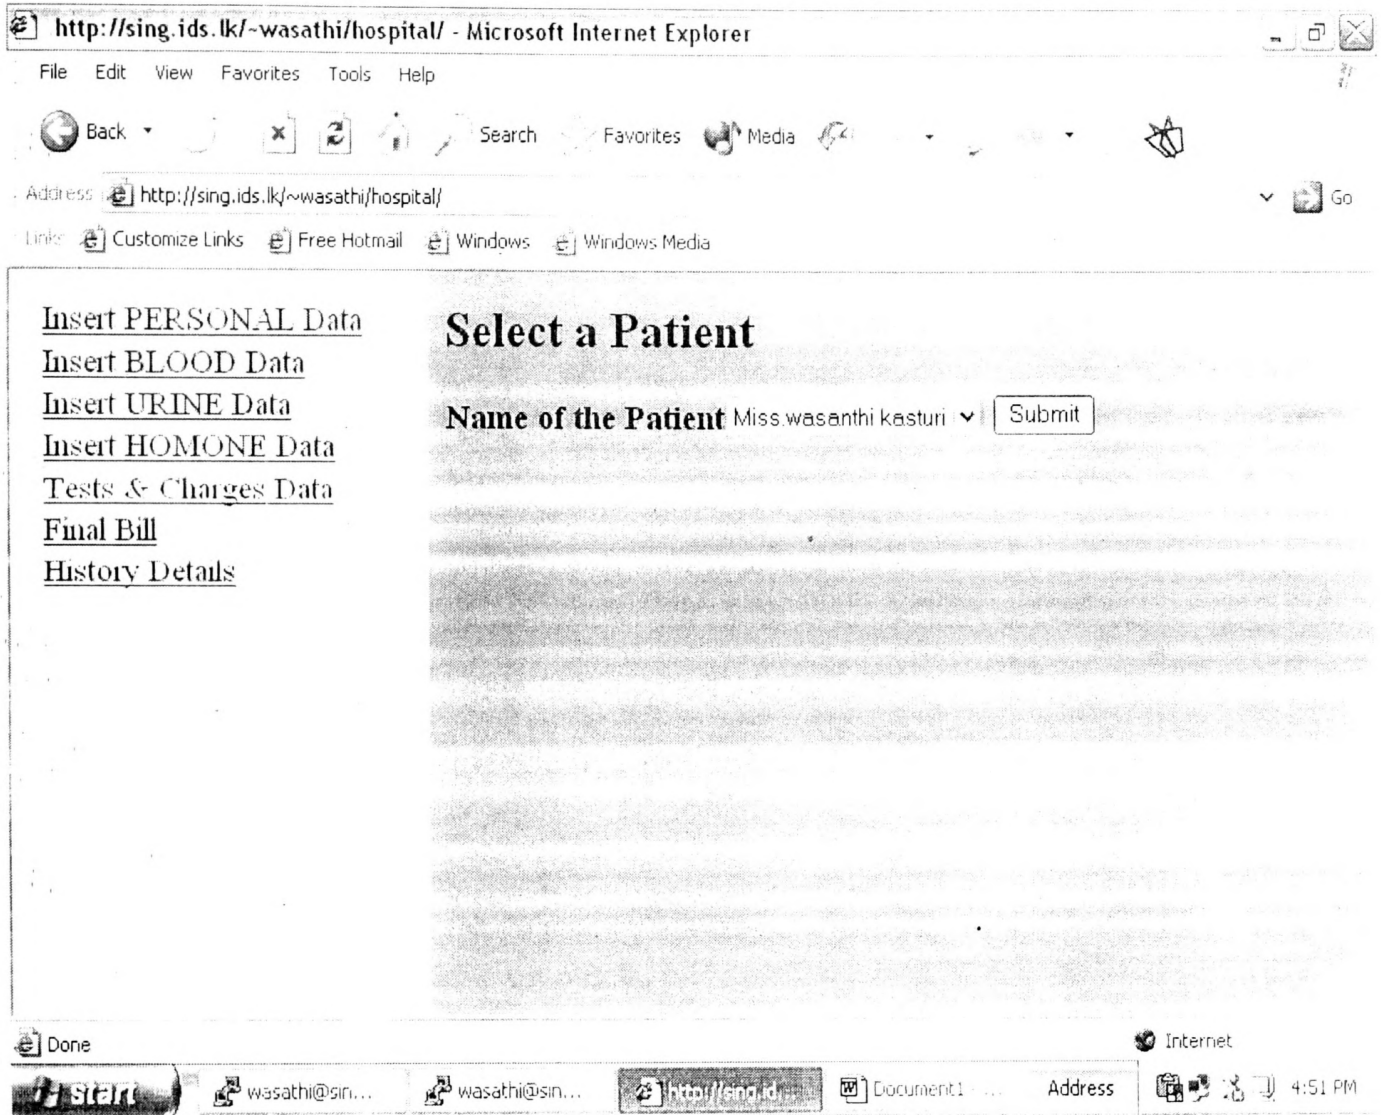 http://sing.ids.lk/~wasathi/hospital/ - Microsoft Internet Explorer
File Edit View Favorites Tools Help
Back Search Favorites Media
Address http://sing.ids.lk/~wasathi/hospital/ Go
Links Customize Links Free Hotmail Windows Windows Media
Insert PERSONAL Data
Insert BLOOD Data
Insert URINE Data
Insert HOMONE Data
Tests & Charges Data
Final Bill
History Details
Select a Patient
Name of the Patient Miss.wasanthi kasturi Submit
Done Internet
start wasathi@sin... wasathi@sin... http://sing.id... Document1 ... Address 4:51 PM